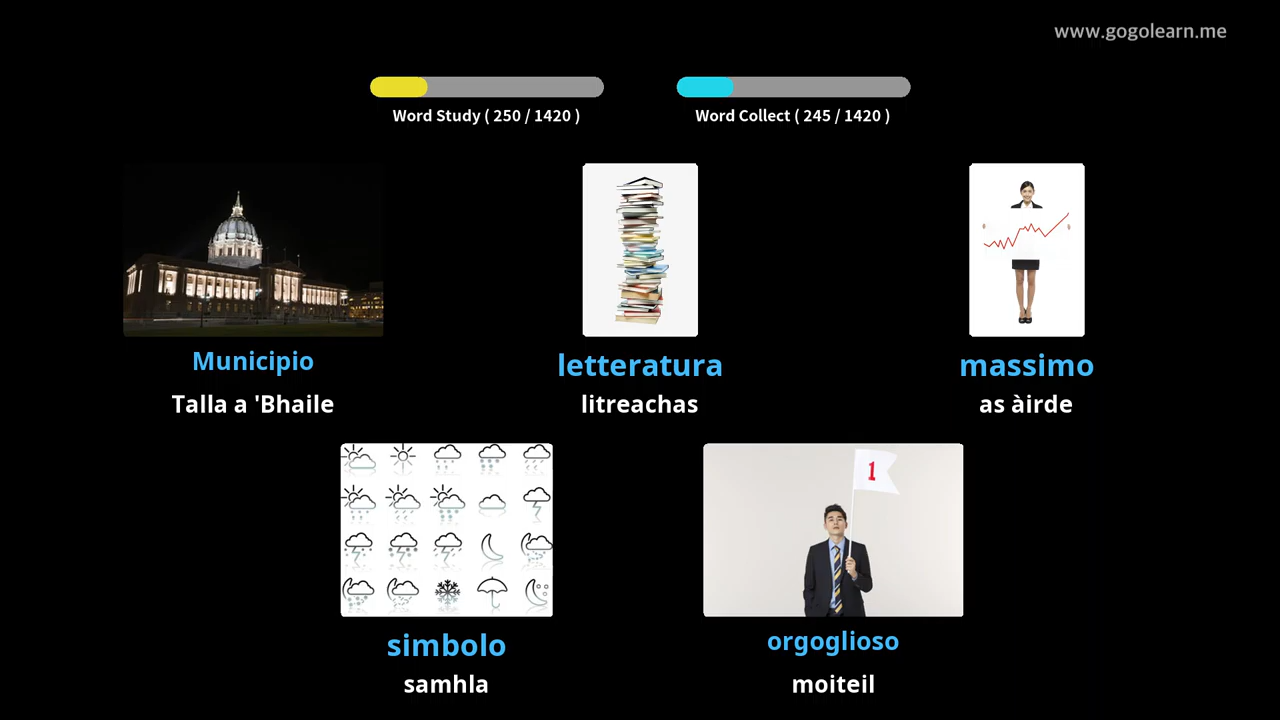 www.gogolearn.me
Word Study ( 250 / 1420 )
Word Collect ( 245 / 1420 )
Municipio
Talla a 'Bhaile
letteratura
litreachas
massimo
as àirde
1
simbolo
samhla
orgoglioso
moiteil